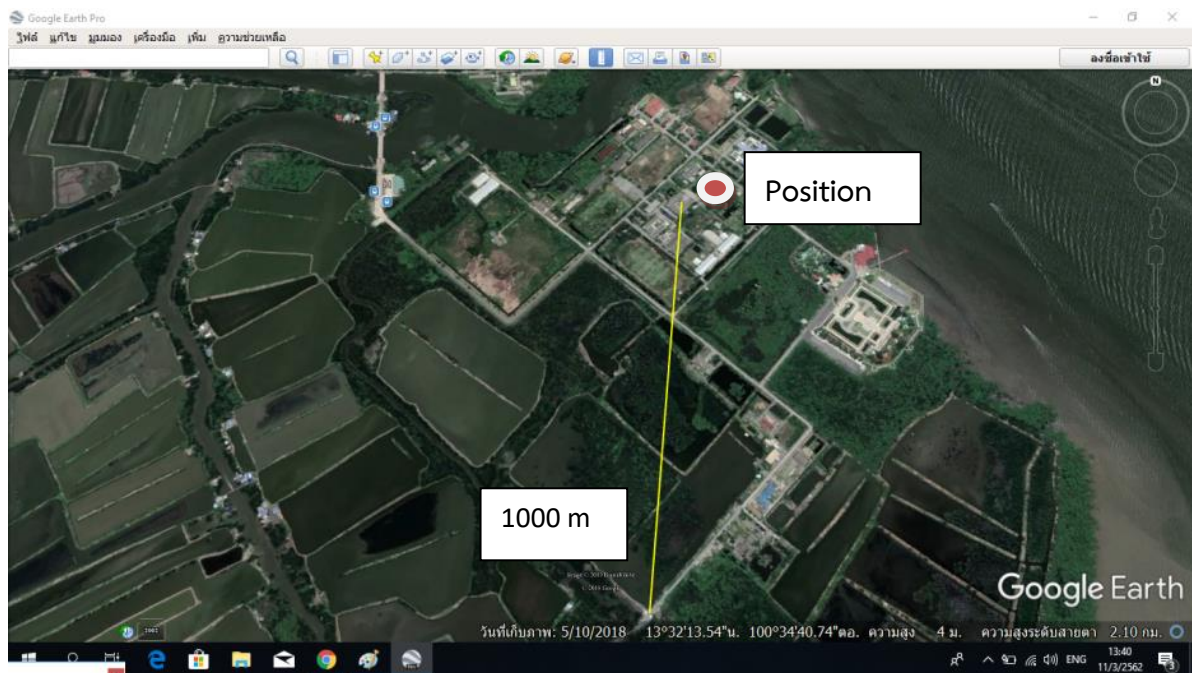 Google Earth Pro
ไฟล์ แก้ไข มุมมอง เครื่องมือ เพิ่ม ความช่วยเหลือ
ลงชื่อเข้าใช้
N
Position
1000 m
Google Earth
วันที่เก็บภาพ: 5/10/2018 13°32'13.54"น. 100°34'40.74"ตอ. ความสูง 4 ม. ความสูงระดับสายตา 2.10 กม.
ENG
13:40
11/3/2562